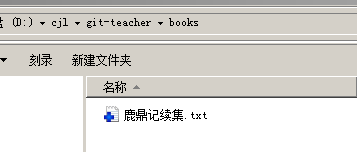 (D:) ▾ cjl ▾ git-teacher ▾ books
刻录 新建文件夹
名称
鹿鼎记续集.txt